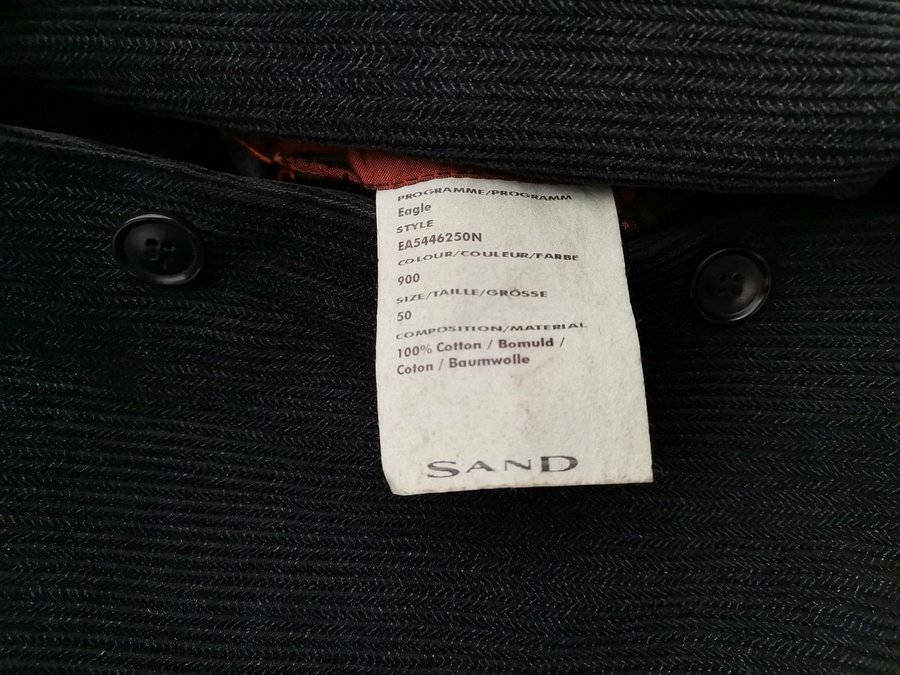 PROGRAMME/PROGRAMM
Eagle
STYLE
EA5446250N
COLOUR/COULEUR/FARBE
900
SIZE/TAILLE/GRÖSSE
50
COMPOSITION/MATERIAL
100% Cotton / Bomuld /
Coton / Baumwolle
SAND